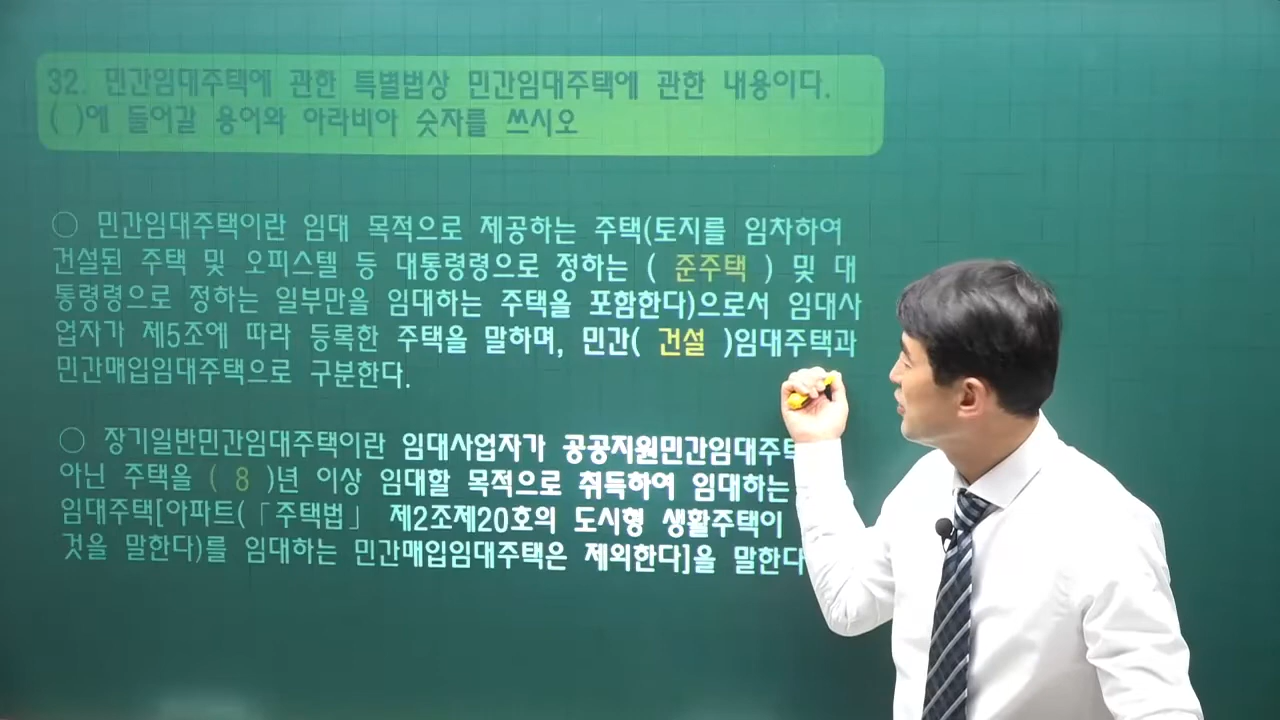 32. 민간임대주택에 관한 특별법상 민간임대주택에 관한 내용이다.
( )에 들어갈 용어와 아라비아 숫자를 쓰시오
○ 민간임대주택이란 임대 목적으로 제공하는 주택(토지를 임차하여
건설된 주택 및 오피스텔 등 대통령령으로 정하는 ( 준주택 ) 및 대
통령령으로 정하는 일부만을 임대하는 주택을 포함한다)으로서 임대사
업자가 제5조에 따라 등록한 주택을 말하며, 민간( 건설 )임대주택과
민간매입임대주택으로 구분한다.
○ 장기일반민간임대주택이란 임대사업자가 공공지원민간임대주택
아닌 주택을 ( 8 )년 이상 임대할 목적으로 취득하여 임대하는
임대주택[아파트(「주택법」 제2조제20호의 도시형 생활주택이
것을 말한다)를 임대하는 민간매입임대주택은 제외한다]을 말한다